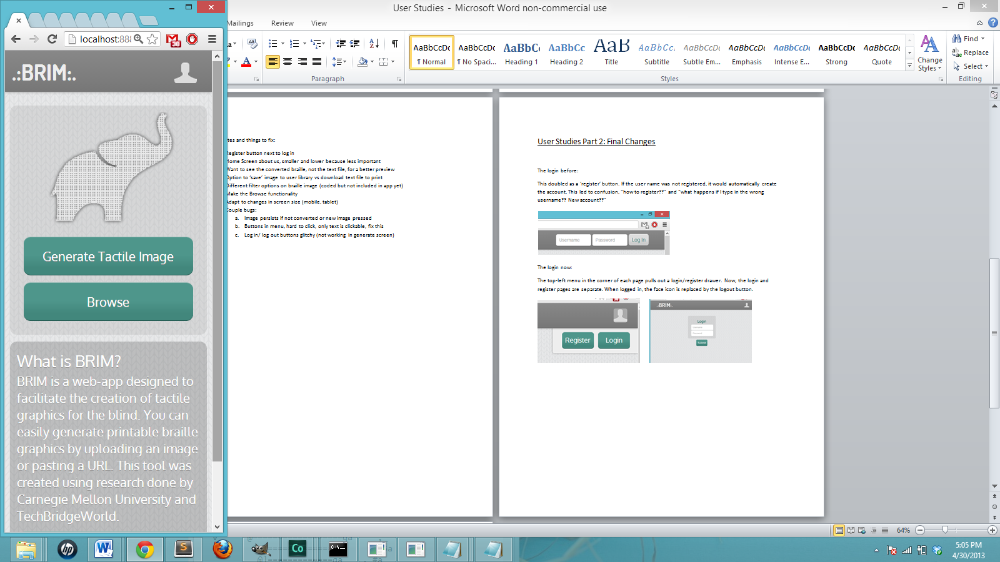 User Studies - Microsoft Word non-commercial use
Mailings Review View
localhost:888
38
.:BRIM:.
Generate Tactile Image
Browse
What is BRIM?
BRIM is a web-app designed to
facilitate the creation of tactile
graphics for the blind. You can
easily generate printable braille
graphics by uploading an image
or pasting a URL. This tool was
created using research done by
Carnegie Mellon University and
TechBridgeWorld.
AaBbCcDc AaBbCcDc AaBbCc AaBbCc AaB AaBbCc. AaBbCcDc AaBbCcDc AaBbCcDc AaBbCcDc AaBbCcDc
¶ Normal ¶ No Spaci... Heading 1 Heading 2 Title Subtitle Subtle Em... Emphasis Intense E... Strong Quote
Change
Styles
Find
Replace
Select
Paragraph Styles Editing
tes and things to fix:
Register button next to log in
Home Screen about us, smaller and lower because less important
Want to see the converted braille, not the text file, for a better preview
Option to 'save' image to user library vs download text file to print
Different filter options on braille image (coded but not included in app yet)
Make the Browse functionality
Adapt to changes in screen size (mobile, tablet)
Couple bugs:
a. Image persists if not converted or new image pressed
b. Buttons in menu, hard to click, only text is clickable, fix this
c. Log in/ log out buttons glitchy (not working in generate screen)
User Studies Part 2: Final Changes
The login before:
This doubled as a 'register' button. If the user name was not registered, it would automatically create
the account. This led to confusion, "how to register??" and "what happens if I type in the wrong
username?? New account??"
Username Password Log In
The login now:
The top-left menu in the corner of each page pulls out a login/register drawer. Now, the login and
register pages are separate. When logged in, the face icon is replaced by the logout button.
Register Login
.:BRIM:.
Login
Username
Password
Submit
64%
hp
W
S
Co
C:\
5:05 PM
4/30/2013